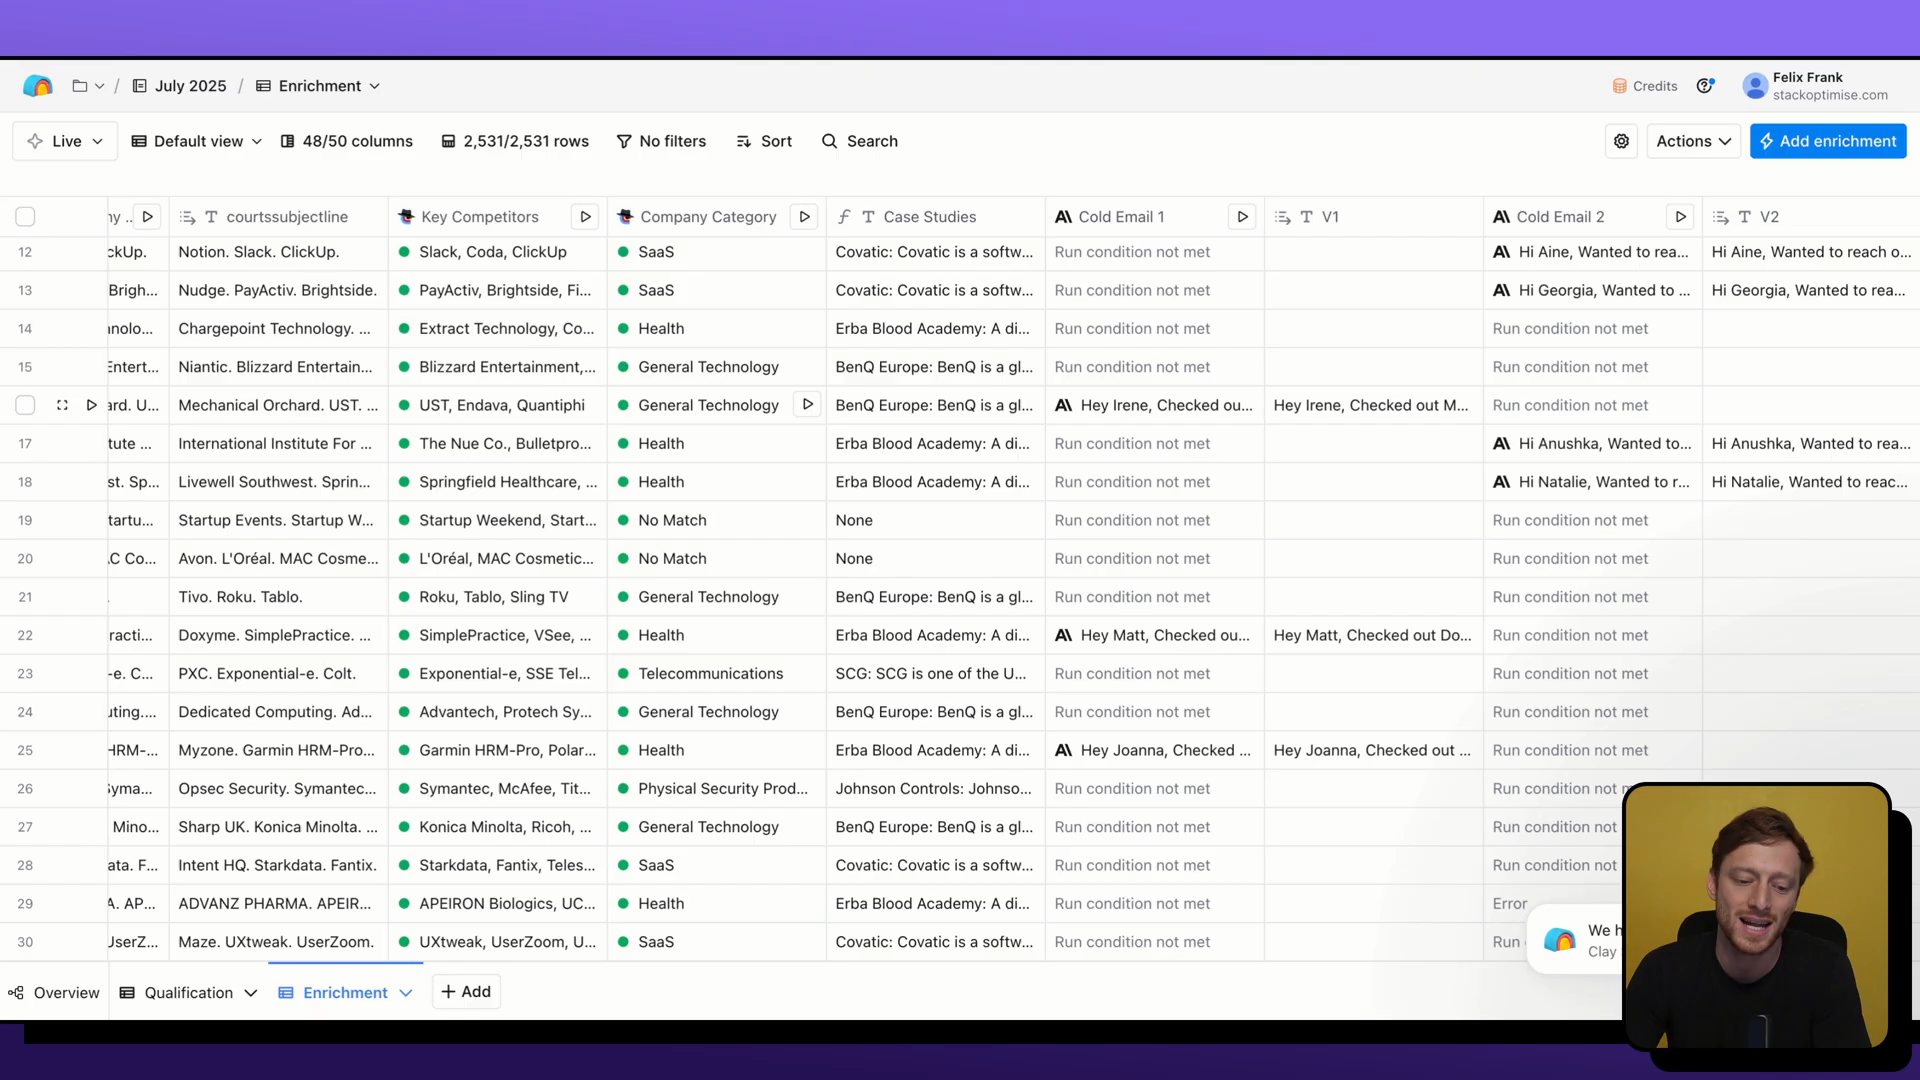 July 2025 / Enrichment
Credits
Felix Frank
stackoptimise.com
Live
Default view
48/50 columns
2,531/2,531 rows
No filters
Sort
Search
Actions
Add enrichment
ny .. courtssubjectline Key Competitors Company Category Case Studies Cold Email 1 V1 Cold Email 2 V2
12 ckUp. Notion. Slack. ClickUp. Slack, Coda, ClickUp SaaS Covatic: Covatic is a softw... Run condition not met Hi Aine, Wanted to rea... Hi Aine, Wanted to reach o...
13 Brigh... Nudge. PayActiv. Brightside. PayActiv, Brightside, Fi... SaaS Covatic: Covatic is a softw... Run condition not met Hi Georgia, Wanted to ... Hi Georgia, Wanted to rea...
14 nnolo... Chargepoint Technology. ... Extract Technology, Co... Health Erba Blood Academy: A di... Run condition not met Run condition not met
15 Entert... Niantic. Blizzard Entertain... Blizzard Entertainment,... General Technology BenQ Europe: BenQ is a gl... Run condition not met Run condition not met
ard. U... Mechanical Orchard. UST. ... UST, Endava, Quantiphi General Technology BenQ Europe: BenQ is a gl... Hey Irene, Checked ou... Hey Irene, Checked out M... Run condition not met
17 tute ... International Institute For ... The Nue Co., Bulletpro... Health Erba Blood Academy: A di... Run condition not met Hi Anushka, Wanted to... Hi Anushka, Wanted to rea...
18 st. Sp... Livewell Southwest. Sprin... Springfield Healthcare, ... Health Erba Blood Academy: A di... Run condition not met Hi Natalie, Wanted to r... Hi Natalie, Wanted to reac...
19 tartu... Startup Events. Startup W... Startup Weekend, Start... No Match None Run condition not met Run condition not met
20 .C Co... Avon. L'Oréal. MAC Cosme... L'Oréal, MAC Cosmetic... No Match None Run condition not met Run condition not met
21 . Tivo. Roku. Tablo. Roku, Tablo, Sling TV General Technology BenQ Europe: BenQ is a gl... Run condition not met Run condition not met
22 racti... Doxyme. SimplePractice. ... SimplePractice, VSee, ... Health Erba Blood Academy: A di... Hey Matt, Checked ou... Hey Matt, Checked out Do... Run condition not met
23 -e. C... PXC. Exponential-e. Colt. Exponential-e, SSE Tel... Telecommunications SCG: SCG is one of the U... Run condition not met Run condition not met
24 uting.... Dedicated Computing. Ad... Advantech, Protech Sy... General Technology BenQ Europe: BenQ is a gl... Run condition not met Run condition not met
25 HRM-... Myzone. Garmin HRM-Pro... Garmin HRM-Pro, Polar... Health Erba Blood Academy: A di... Hey Joanna, Checked ... Hey Joanna, Checked out ... Run condition not met
26 Syma... Opsec Security. Symantec... Symantec, McAfee, Tit... Physical Security Prod... Johnson Controls: Johnso... Run condition not met Run condition not
27 Mino... Sharp UK. Konica Minolta. ... Konica Minolta, Ricoh, ... General Technology BenQ Europe: BenQ is a gl... Run condition not met Run condition not
28 ata. F... Intent HQ. Starkdata. Fantix. Starkdata, Fantix, Teles... SaaS Covatic: Covatic is a softw... Run condition not met Run condition not
29 A. AP... ADVANZ PHARMA. APEIR... APEIRON Biologics, UC... Health Erba Blood Academy: A di... Run condition not met Error
30 UserZ... Maze. UXtweak. UserZoom. UXtweak, UserZoom, U... SaaS Covatic: Covatic is a softw... Run condition not met Run
We h
Clay
Overview
Qualification
Enrichment
+ Add